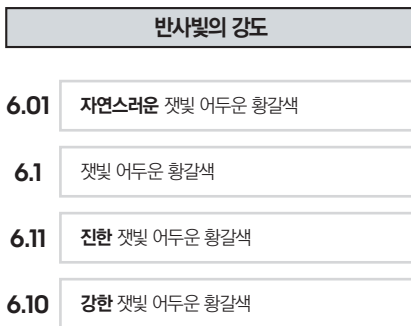 반사빛의 강도
6.01 자연스러운 잿빛 어두운 황갈색
6.1 잿빛 어두운 황갈색
6.11 진한 잿빛 어두운 황갈색
6.10 강한 잿빛 어두운 황갈색